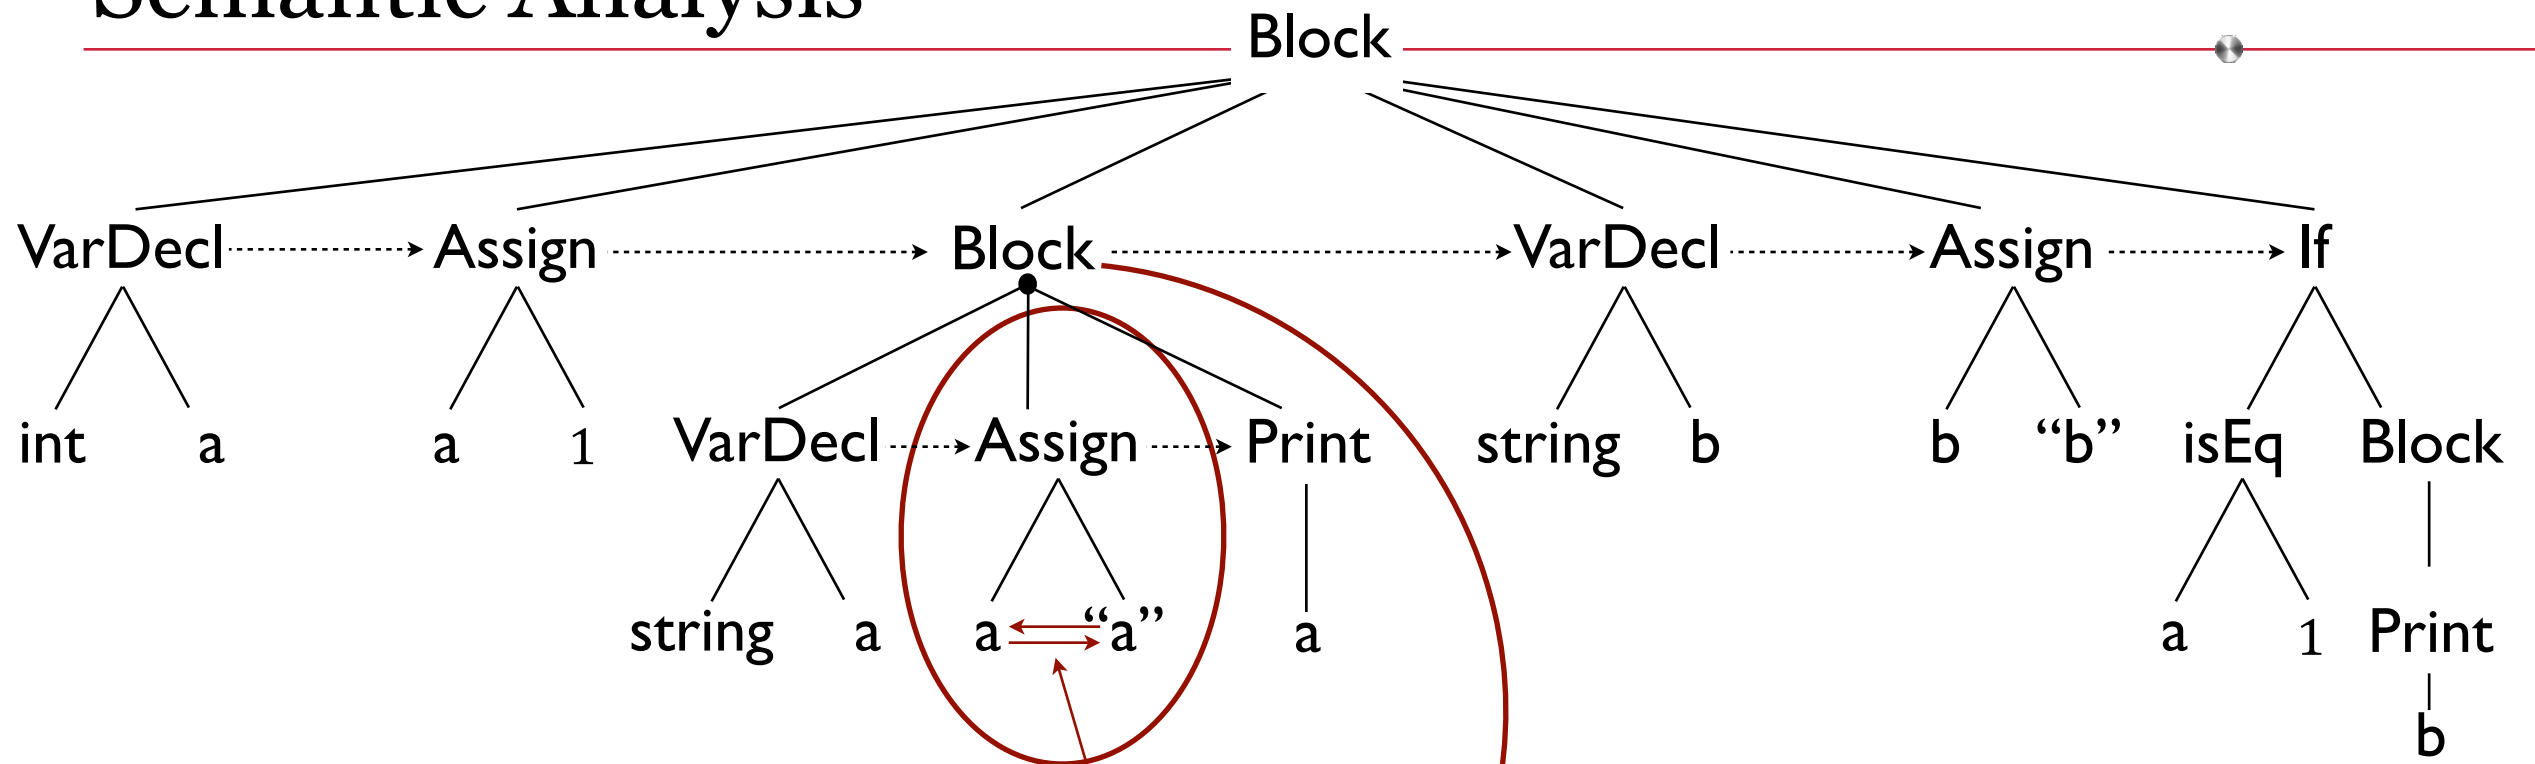 Semantic Analysis
Block
VarDecl Assign Block VarDecl Assign If
int a a 1 VarDecl Assign Print string b b “b” isEq Block
string a a “a” a a 1 Print
b